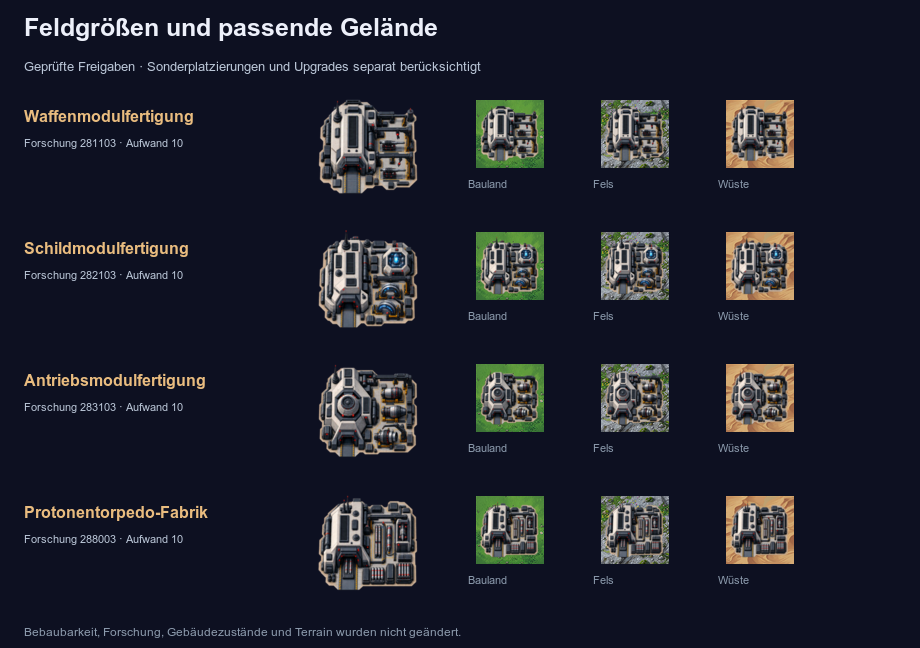 Feldgrößen und passende Gelände
Geprüfte Freigaben · Sonderplatzierungen und Upgrades separat berücksichtigt
Waffenmodulfertigung
Forschung 281103 · Aufwand 10
Bauland
Fels
Wüste
Schildmodulfertigung
Forschung 282103 · Aufwand 10
Bauland
Fels
Wüste
Antriebsmodulfertigung
Forschung 283103 · Aufwand 10
Bauland
Fels
Wüste
Protonentorpedo-Fabrik
Forschung 288003 · Aufwand 10
Bauland
Fels
Wüste
Bebaubarkeit, Forschung, Gebäudezustände und Terrain wurden nicht geändert.